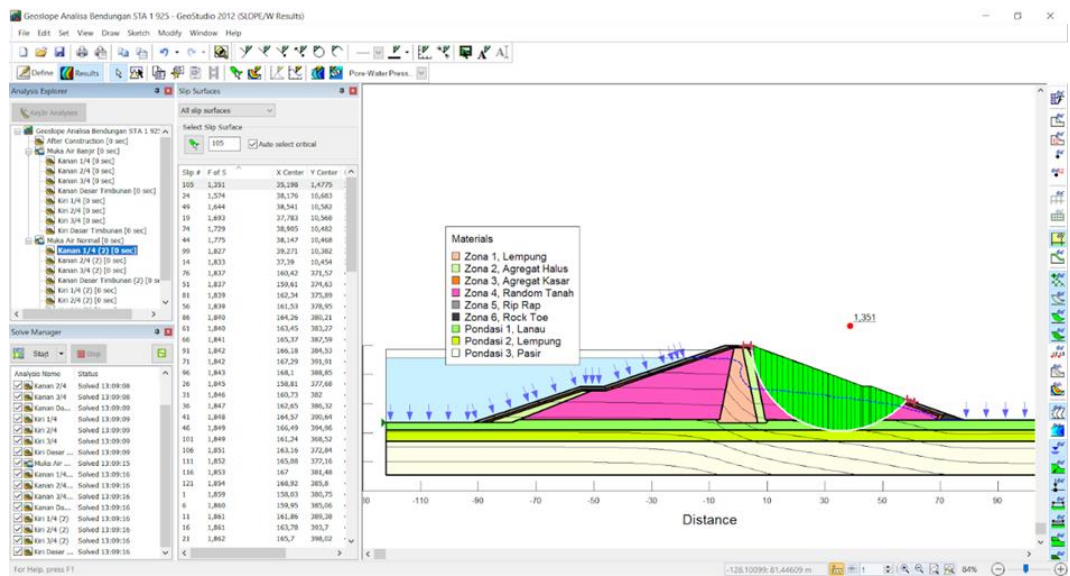 Geoslope Analisa Bendungan STA 1 925 - GeoStudio 2012 (SLOPE/W Results)
File Edit Set View Draw Sketch Modify Window Help
Define Results Pore-Water Press..
Analysis Explorer
KeyIn Analyses
Geoslope Analisa Bendungan STA 1 925
After Construction [0 sec]
Muka Air Banjir [0 sec]
Kanan 1/4 [0 sec]
Kanan 2/4 [0 sec]
Kanan 3/4 [0 sec]
Kanan Dasar Timbunan [0 sec]
Kiri 1/4 [0 sec]
Kiri 2/4 [0 sec]
Kiri 3/4 [0 sec]
Kiri Dasar Timbunan [0 sec]
Muka Air Normal [0 sec]
Kanan 1/4 (2) [0 sec]
Kanan 2/4 (2) [0 sec]
Kanan 3/4 (2) [0 sec]
Kanan Dasar Timbunan (2) [0 se
Kiri 1/4 (2) [0 sec]
Kiri 2/4 (2) [0 sec]
Solve Manager
Start Stop
Analysis Name Status
Kanan 2/4 Solved 13:09:08
Kanan 3/4 Solved 13:09:08
Kanan Da... Solved 13:09:09
Kiri 1/4 Solved 13:09:09
Kiri 2/4 Solved 13:09:09
Kiri 3/4 Solved 13:09:09
Kiri Dasar ... Solved 13:09:09
Muka Air ... Solved 13:09:15
Kanan 1/4... Solved 13:09:16
Kanan 2/4... Solved 13:09:16
Kanan 3/4... Solved 13:09:16
Kanan Da... Solved 13:09:16
Kiri 1/4 (2) Solved 13:09:16
Kiri 2/4 (2) Solved 13:09:16
Kiri 3/4 (2) Solved 13:09:16
Kiri Dasar ... Solved 13:09:16
Slip Surfaces
All slip surfaces
Select Slip Surface
105 Auto select critical
Slip # F of S X Center Y Center
105 1,351 35,198 1,4775
24 1,574 38,176 10,683
49 1,644 38,541 10,582
19 1,693 37,783 10,568
74 1,729 38,905 10,482
44 1,775 38,147 10,468
99 1,827 39,271 10,382
14 1,833 37,39 10,454
76 1,837 160,42 371,57
51 1,837 159,61 374,63
81 1,839 162,34 375,89
56 1,839 161,53 378,95
86 1,840 164,26 380,21
61 1,840 163,45 383,27
66 1,841 165,37 387,59
91 1,842 166,18 384,53
71 1,842 167,29 391,91
96 1,843 168,1 388,85
26 1,845 158,81 377,68
31 1,846 160,73 382
36 1,847 162,65 386,32
41 1,848 164,57 390,64
46 1,849 166,49 394,96
101 1,849 161,24 368,52
106 1,851 163,16 372,84
111 1,852 165,08 377,16
116 1,853 167 381,48
121 1,854 168,92 385,8
1 1,859 158,03 380,75
6 1,860 159,95 385,06
11 1,861 161,86 389,38
16 1,861 163,78 393,7
21 1,862 165,7 398,02
Materials
Zona 1, Lempung
Zona 2, Agregat Halus
Zona 3, Agregat Kasar
Zona 4, Random Tanah
Zona 5, Rip Rap
Zona 6, Rock Toe
Pondasi 1, Lanau
Pondasi 2, Lempung
Pondasi 3, Pasir
1,351
-110 -90 -70 -50 -30 -10 10 30 50 70 90
Distance
For Help, press F1
-128.10099; 81.44609 m 1 84%